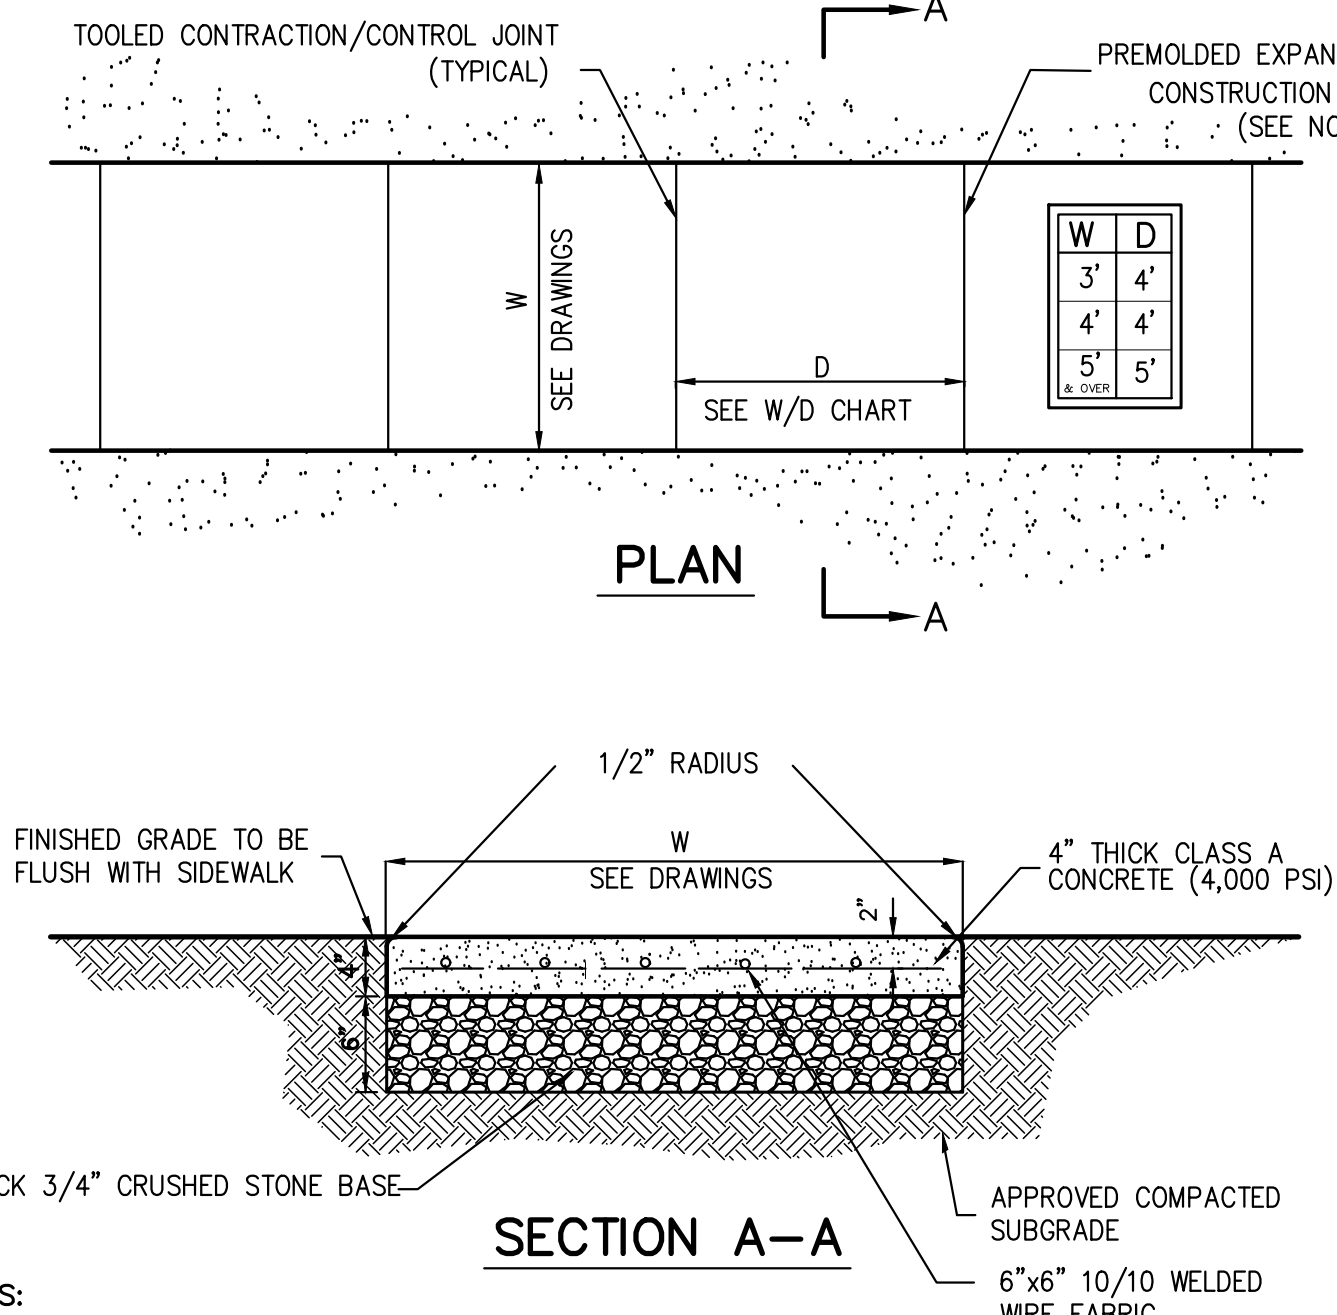 A
TOOLED CONTRACTION/CONTROL JOINT
(TYPICAL)
PREMOLDED EXPAN
CONSTRUCTION
(SEE NO
W
SEE DRAWINGS
D
SEE W/D CHART
W D
3' 4'
4' 4'
5' 5'
& OVER
PLAN
A
1/2" RADIUS
W
SEE DRAWINGS
FINISHED GRADE TO BE
FLUSH WITH SIDEWALK
4" THICK CLASS A
CONCRETE (4,000 PSI)
2"
4"
6"
CK 3/4" CRUSHED STONE BASE
SECTION A-A
APPROVED COMPACTED
SUBGRADE
6"x6" 10/10 WELDED
WIRE FABRIC
S: